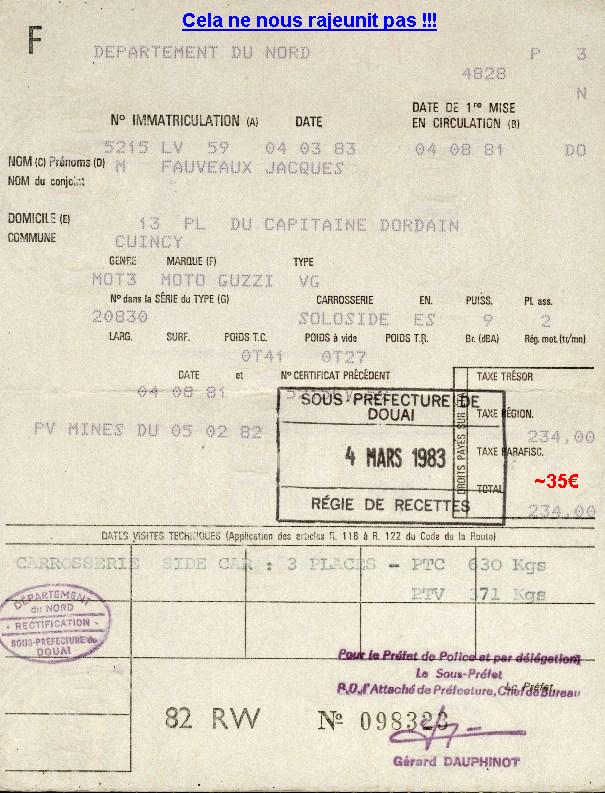 Cela ne nous rajeunit pas !!!
F
DEPARTEMENT DU NORD P 3
4828
N
N° IMMATRICULATION (A) DATE DATE DE 1re MISE EN CIRCULATION (B)
5215 LV 59 04 03 83 04 08 81 DO
NOM (C) Prénoms (D) M FAUVEAUX JACQUES
NOM du conjoint
DOMICILE (E) 13 PL DU CAPITAINE DORDAIN
COMMUNE CUINCY
GENRE MARQUE (F) TYPE
MOT3 MOTO GUZZI VG
N° dans la SÉRIE du TYPE (G) CARROSSERIE EN. PUISS. Pl. ass.
20830 SOLOSIDE ES 9 2
LARG. SURF. POIDS T.C. POIDS à vide POIDS T.R. Br. (dBA) Rég. mot. (tr/mn)
0T41 0T27
DATE et N° CERTIFICAT PRÉCÉDENT TAXE TRÉSOR
04 08 81
SOUS PRÉFECTURE DE
DOUAI
TAXE RÉGION.
PV MINES DU 05 02 82 234,00
DROITS PAYES SUR
4 MARS 1983
TAXE PARAFISC.
~35€
TOTAL
RÉGIE DE RECETTES 234,00
DATES VISITES TECHNIQUES (Application des articles R. 118 à R. 122 du Code de la Route)
CARROSSERIE SIDE CAR : 3 PLACES - PTC 630 Kgs
PTV 371 Kgs
DÉPARTEMENT
du NORD
- RECTIFICATION -
SOUS-PRÉFECTURE de
DOUAI
Pour le Préfet de Police et par délégation
Le Sous-Préfet
P.O. l'Attaché de Préfecture, Chef de Bureau
Le Préfet
82 RW N° 098323
Gérard DAUPHINOT